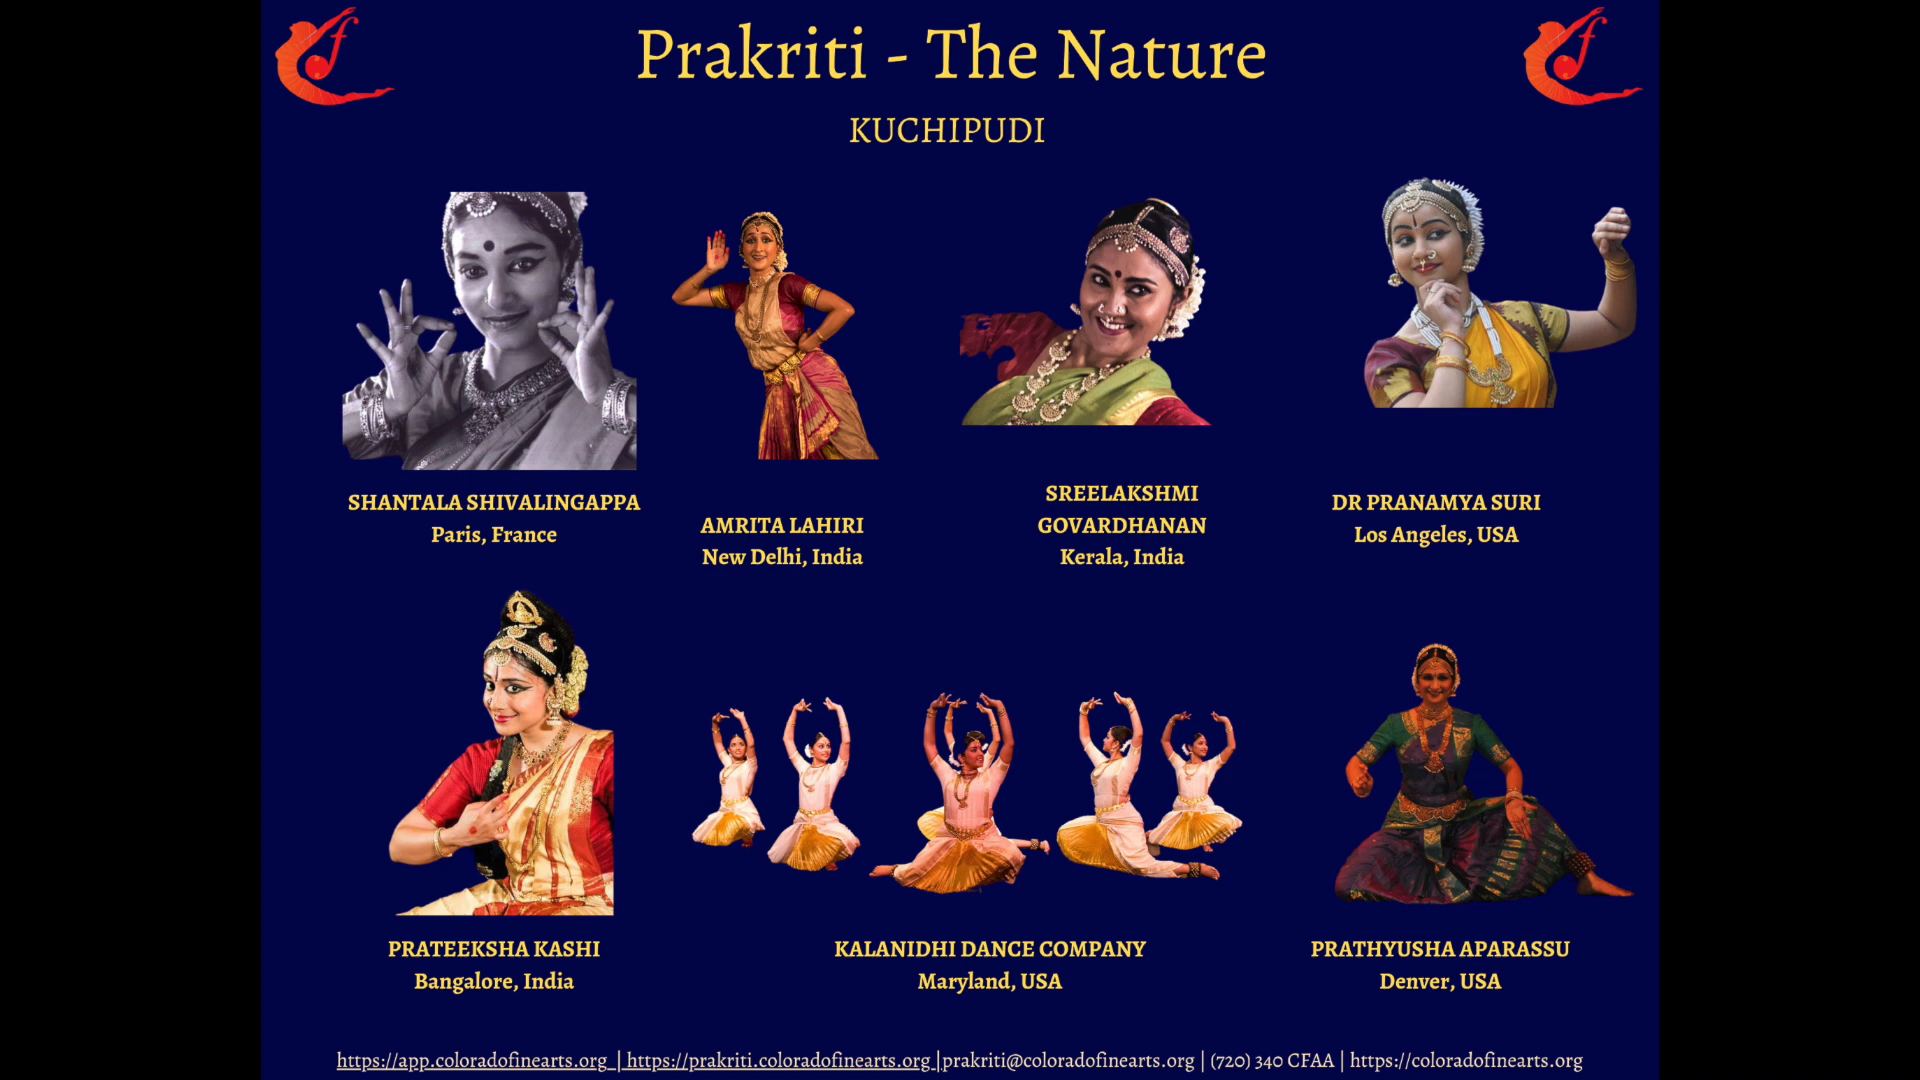 Prakriti - The Nature
KUCHIPUDI
SHANTALA SHIVALINGAPPA
Paris, France
AMRITA LAHIRI
New Delhi, India
SREELAKSHMI
GOVARDHANAN
Kerala, India
DR PRANAMYA SURI
Los Angeles, USA
PRATEEKSHA KASHI
Bangalore, India
KALANIDHI DANCE COMPANY
Maryland, USA
PRATHYUSHA APARASSU
Denver, USA
https://app.coloradofinearts.org | https://prakriti.coloradofinearts.org |prakriti@coloradofinearts.org | (720) 340 CFAA | https://coloradofinearts.org